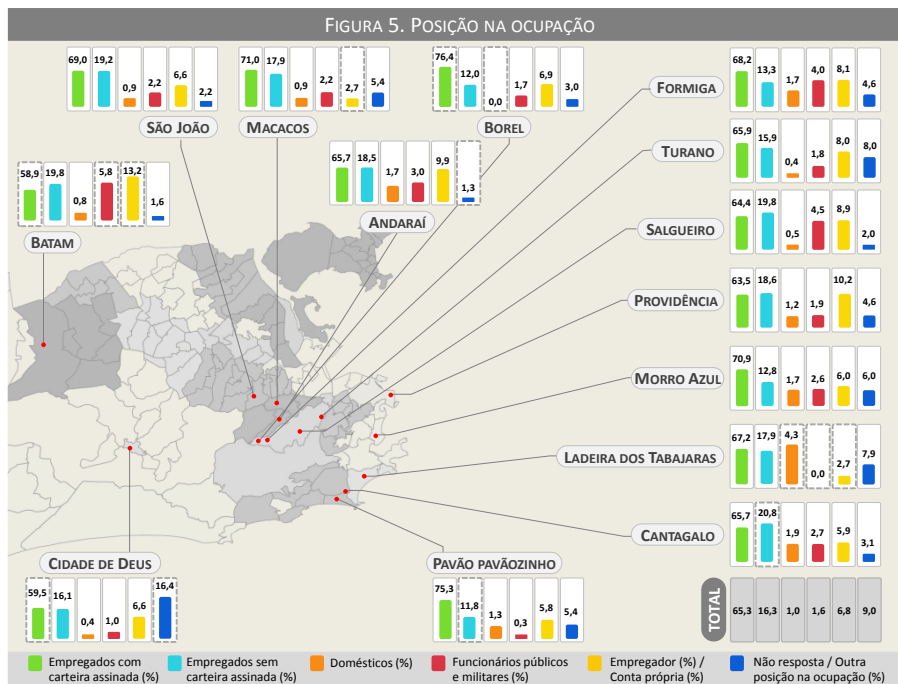 FIGURA 5. POSIÇÃO NA OCUPAÇÃO
69,0 19,2 0,9 2,2 6,6 2,2
SÃO JOÃO
71,0 17,9 0,9 2,2 2,7 5,4
MACACOS
76,4 12,0 0,0 1,7 6,9 3,0
BOREL
58,9 19,8 0,8 5,8 13,2 1,6
BATAM
65,7 18,5 1,7 3,0 9,9 1,3
ANDARAÍ
FORMIGA
68,2 13,3 1,7 4,0 8,1 4,6
TURANO
65,9 15,9 0,4 1,8 8,0 8,0
SALGUEIRO
64,4 19,8 0,5 4,5 8,9 2,0
PROVIDÊNCIA
63,5 18,6 1,2 1,9 10,2 4,6
MORRO AZUL
70,9 12,8 1,7 2,6 6,0 6,0
LADEIRA DOS TABAJARAS
67,2 17,9 4,3 0,0 2,7 7,9
CANTAGALO
65,7 20,8 1,9 2,7 5,9 3,1
CIDADE DE DEUS
59,5 16,1 0,4 1,0 6,6 16,4
PAVÃO PAVÃOZINHO
75,3 11,8 1,3 0,3 5,8 5,4
TOTAL
65,3 16,3 1,0 1,6 6,8 9,0
Empregados com
carteira assinada (%)
Empregados sem
carteira assinada (%)
Domésticos (%)
Funcionários públicos
e militares (%)
Empregador (%) /
Conta própria (%)
Não resposta / Outra
posição na ocupação (%)